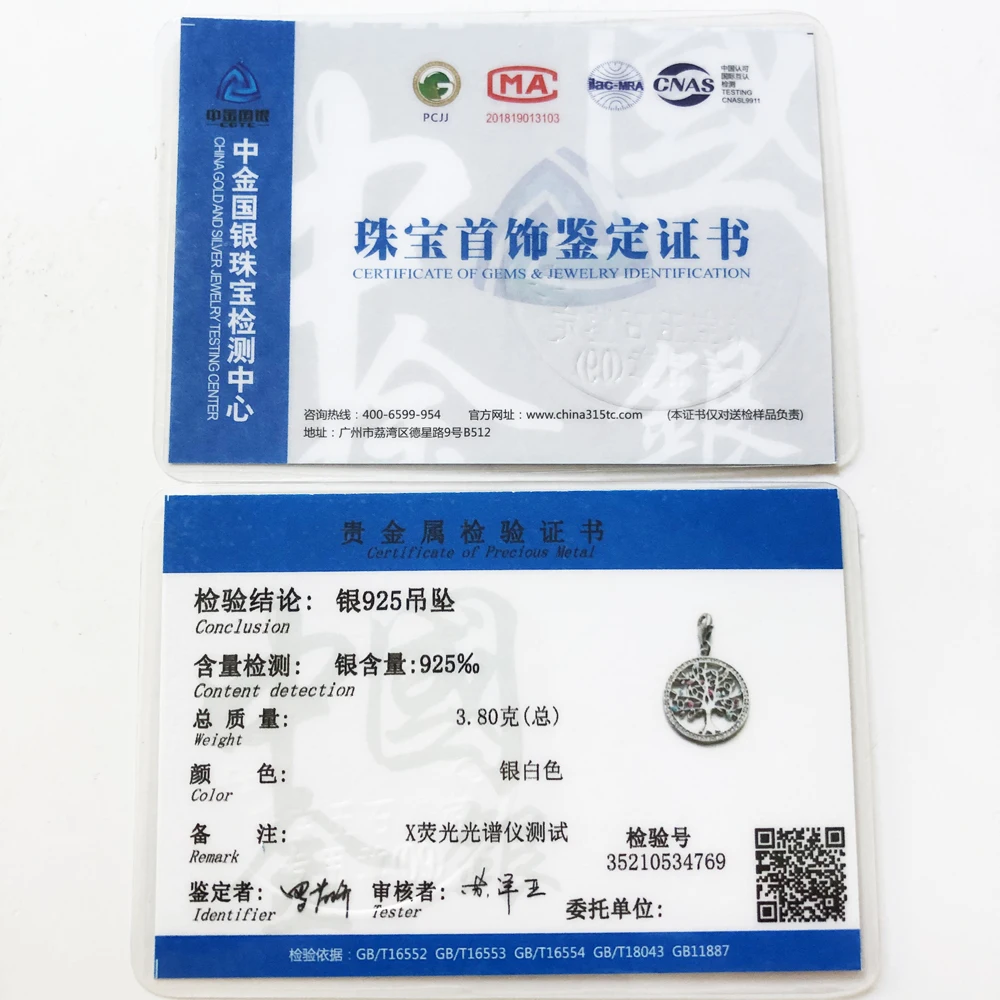 中金国银
CGTC
中金国银珠宝检测中心
CHINA GOLD AND SILVER JEWELRY TESTING CENTER
PCJJ
MA
201819013103
ilac-MRA
CNAS
中国认可
国际互认
检测
TESTING
CNASL9911
珠宝首饰鉴定证书
CERTIFICATE OF GEMS & JEWELRY IDENTIFICATION
咨询热线：400-6599-954 官方网址：www.china315tc.com (本证书仅对送检样品负责)
地址：广州市荔湾区德星路9号B512
贵金属检验证书
Certificate of Precious Metal
检验结论: 银925吊坠
Conclusion
含量检测: 银含量:925‰
Content detection
总质量: 3.80克(总)
Weight
颜色: 银白色
Color
备注: X荧光光谱仪测试
Remark
检验号
35210534769
鉴定者: 审核者:
Identifier Tester
委托单位:
检验依据：GB/T16552 GB/T16553 GB/T16554 GB/T18043 GB11887